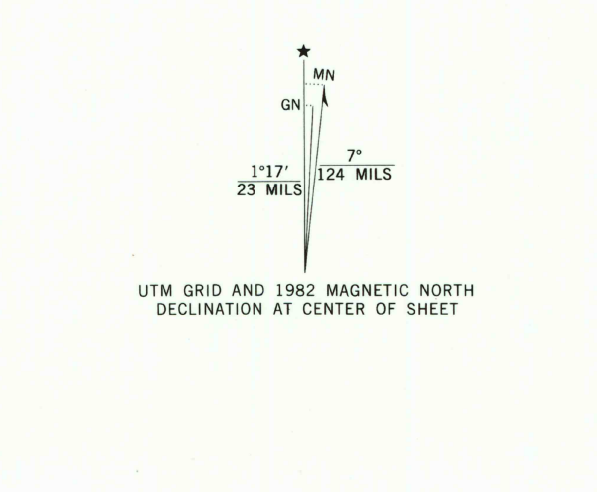 ★
MN
GN
1°17′
23 MILS
7°
124 MILS
UTM GRID AND 1982 MAGNETIC NORTH
DECLINATION AT CENTER OF SHEET